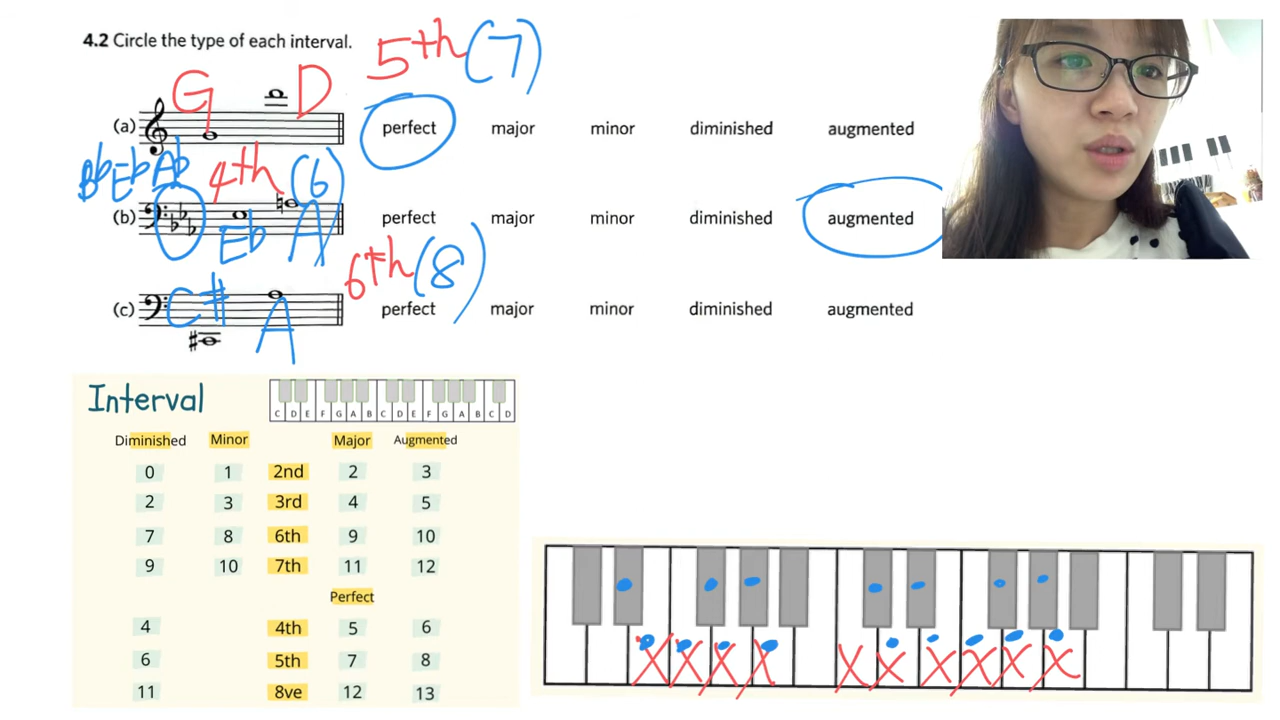 4.2 Circle the type of each interval.
5th (7)
G D
(a) perfect major minor diminished augmented
Bb Eb Ab 4th (6)
(b) Eb A perfect major minor diminished augmented
6th (8)
(c) C# A perfect major minor diminished augmented
Interval
C D E F G A B C D E F G A B C D
Diminished Minor Major Augmented
0 1 2nd 2 3
2 3 3rd 4 5
7 8 6th 9 10
9 10 7th 11 12
Perfect
4 4th 5 6
6 5th 7 8
11 8ve 12 13